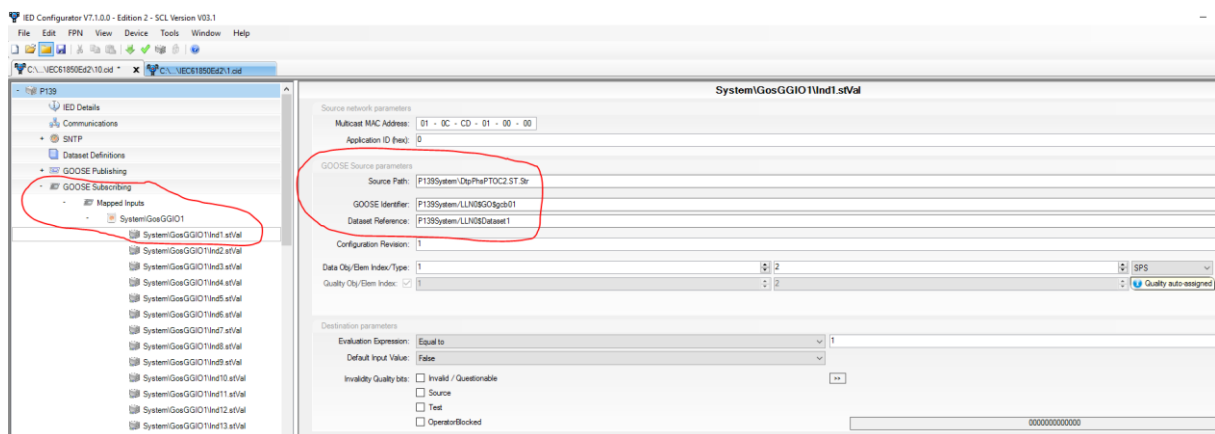 IED Configurator V7.1.0.0 - Edition 2 - SCL Version V03.1
File Edit FPN View Device Tools Window Help
C:\...\IEC61850Ed2\10.cid * X C:\...\IEC61850Ed2\1.cid
P139
System\GosGGIO1\Ind1.stVal
IED Details
Source network parameters
Communications
Multicast MAC Address: 01 - 0C - CD - 01 - 00 - 00
SNTP
Application ID (hex): 0
Dataset Definitions
GOOSE Publishing
GOOSE Source parameters
GOOSE Subscribing
Source Path: P139System\DtpPhsPTOC2.ST.Str
Mapped Inputs
GOOSE Identifier: P139System/LLN0$GO$gcb01
System\GosGGIO1
Dataset Reference: P139System/LLN0$Dataset1
System\GosGGIO1\Ind1.stVal
Configuration Revision: 1
System\GosGGIO1\Ind2.stVal
System\GosGGIO1\Ind3.stVal
Data Obj/Elem Index/Type: 1 2 SPS
System\GosGGIO1\Ind4.stVal
Quality Obj/Elem Index: 1 2 Quality auto-assigned
System\GosGGIO1\Ind5.stVal
System\GosGGIO1\Ind6.stVal
Destination parameters
System\GosGGIO1\Ind7.stVal
Evaluation Expression: Equal to 1
System\GosGGIO1\Ind8.stVal
Default Input Value: False
System\GosGGIO1\Ind9.stVal
System\GosGGIO1\Ind10.stVal
Invalidity Quality bits: Invalid / Questionable >>
System\GosGGIO1\Ind11.stVal
Source
System\GosGGIO1\Ind12.stVal
Test
System\GosGGIO1\Ind13.stVal
OperatorBlocked 0000000000000